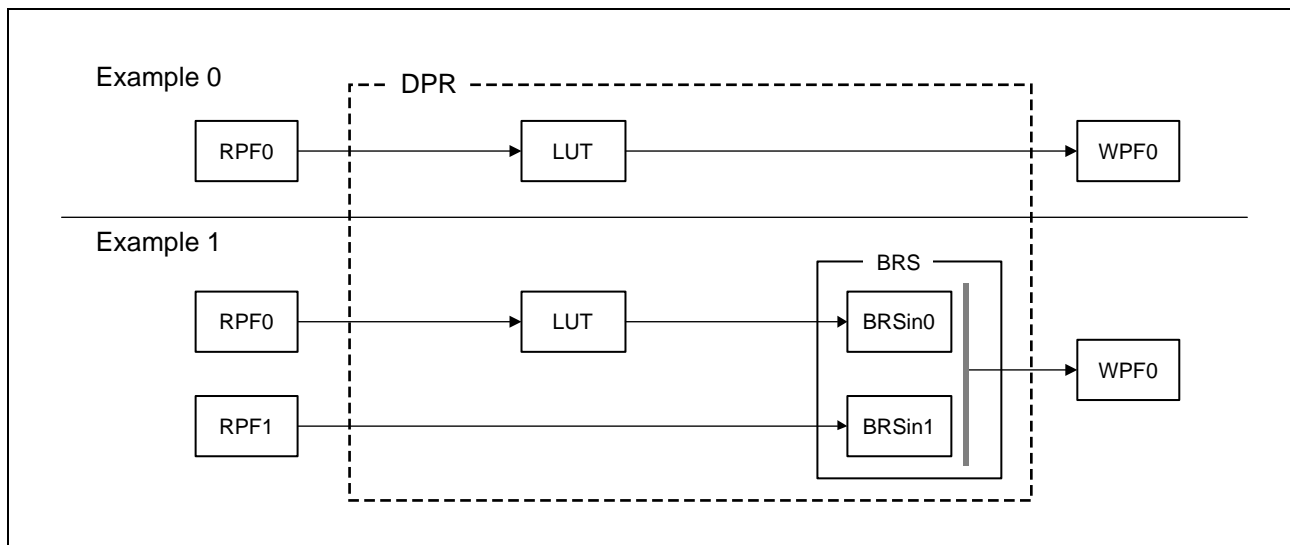 Example 0
DPR
RPF0
LUT
WPF0
Example 1
BRS
RPF0
LUT
BRSin0
WPF0
RPF1
BRSin1